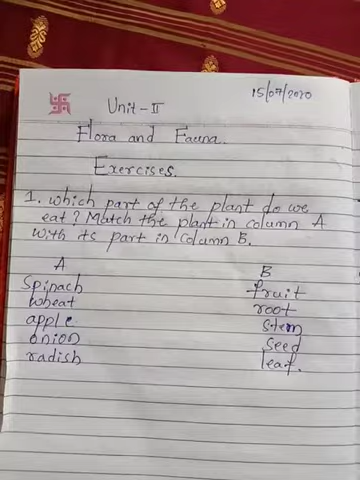 15/07/2020
Unit-II
Flora and Fauna.
Exercises.
1. which part of the plant do we
eat? Match the plant in column A
with its part in column B.
A B
Spinach fruit
wheat root
apple stem
onion seed
radish leaf.